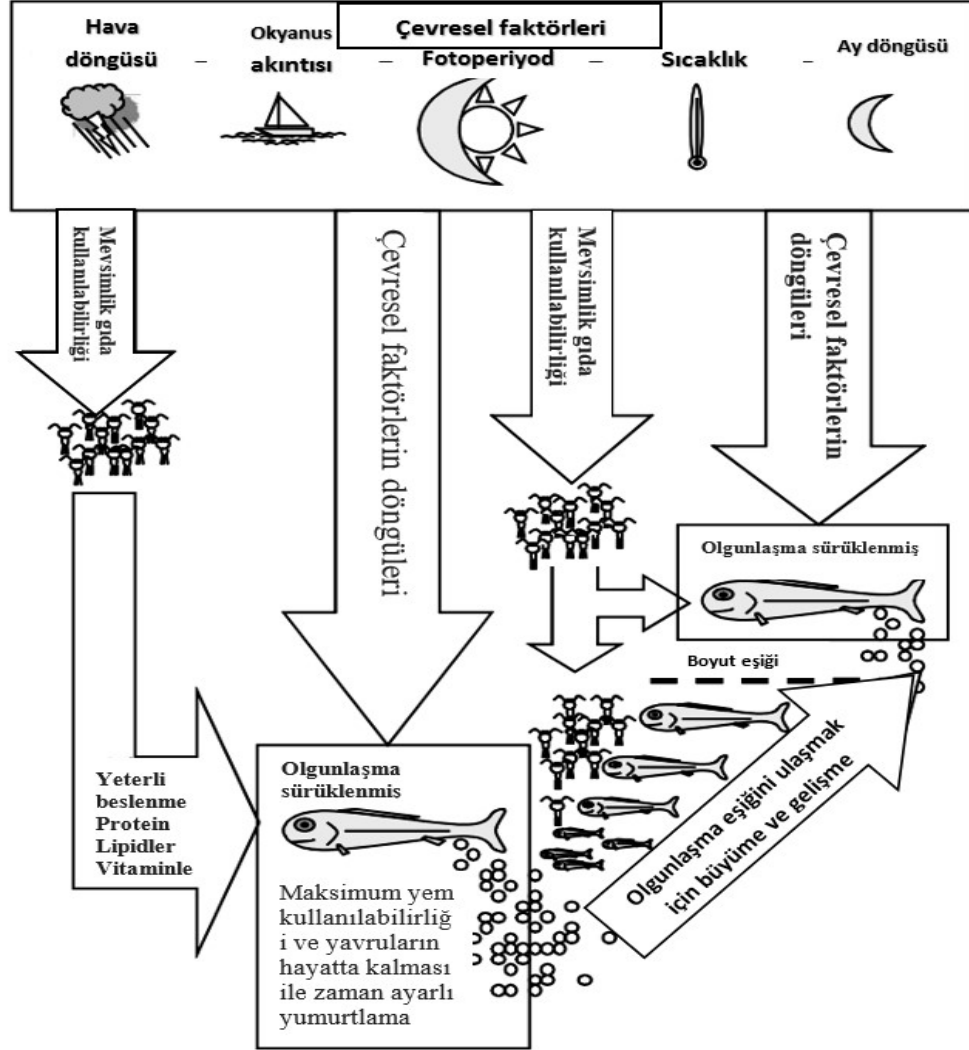 Çevresel faktörleri
Hava
döngüsü
–
Okyanus
akıntısı
–
Fotoperiyod
–
Sıcaklık
–
Ay döngüsü
Mevsimlik gıda
kullanılabilirliği
Çevresel faktörlerin döngüleri
Mevsimlik gıda
kullanılabilirliği
Çevresel faktörlerin
döngüleri
Olgunlaşma sürüklenmiş
Boyut eşiği
Yeterli
beslenme
Protein
Lipidler
Vitaminle
Olgunlaşma
sürüklenmis
Maksimum yem
kullanılabilirliğ
i ve yavruların
hayatta kalması
ile zaman ayarlı
yumurtlama
Olgunlaşma eşiğini ulaşmak
için büyüme ve gelişme